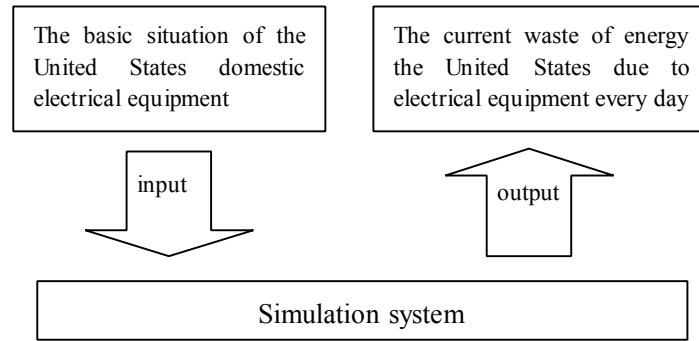 The basic situation of the
United States domestic
electrical equipment
The current waste of energy
the United States due to
electrical equipment every day
input
output
Simulation system